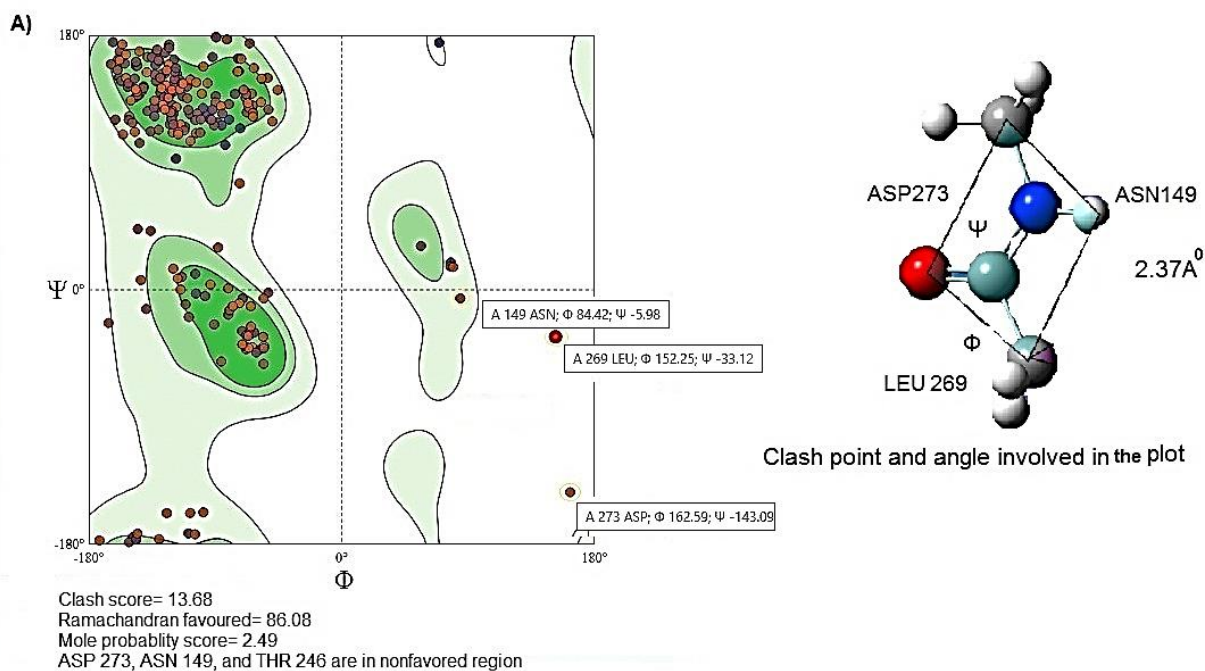 A)
180°
Ψ 0°
A 149 ASN; Φ 84.42; Ψ -5.98
A 269 LEU; Φ 152.25; Ψ -33.12
A 273 ASP; Φ 162.59; Ψ -143.09
-180°
-180° 0° 180°
Φ
ASP273
ASN149
Ψ
2.37A⁰
Φ
LEU 269
Clash point and angle involved in the plot
Clash score= 13.68
Ramachandran favoured= 86.08
Mole probablity score= 2.49
ASP 273, ASN 149, and THR 246 are in nonfavored region